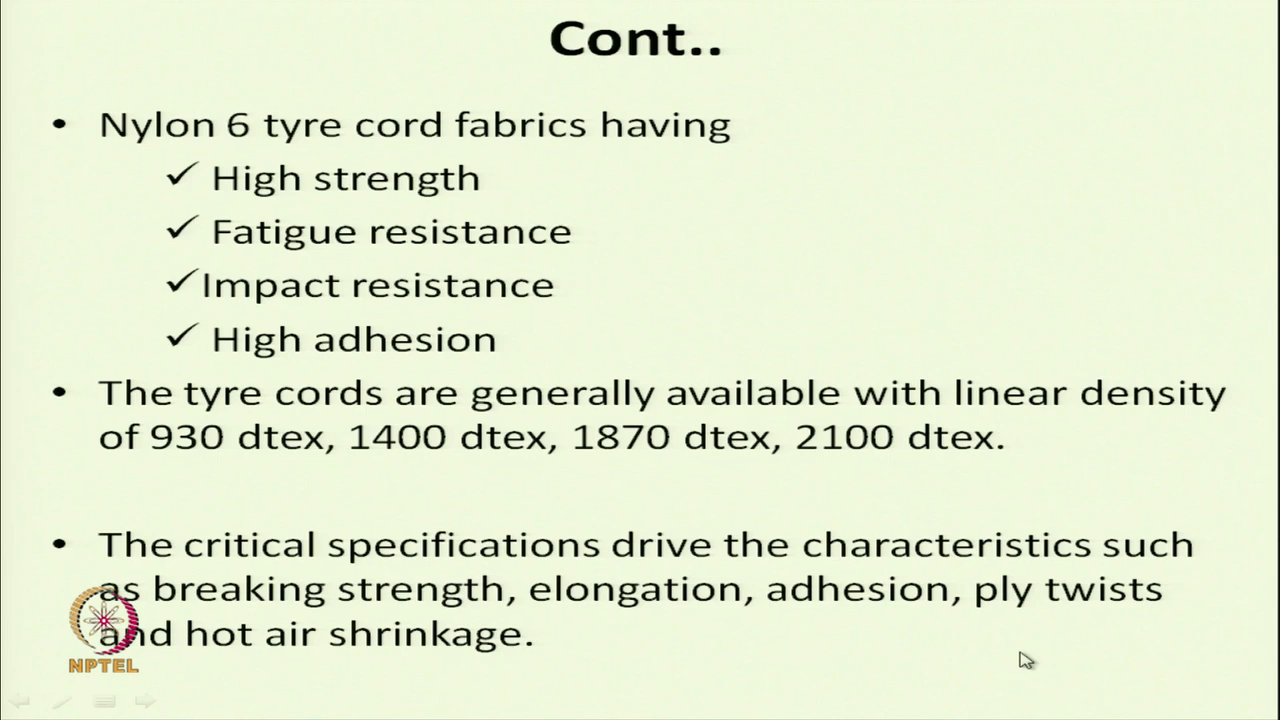 Cont..
• Nylon 6 tyre cord fabrics having
✓ High strength
✓ Fatigue resistance
✓Impact resistance
✓ High adhesion
• The tyre cords are generally available with linear density
of 930 dtex, 1400 dtex, 1870 dtex, 2100 dtex.
• The critical specifications drive the characteristics such
as breaking strength, elongation, adhesion, ply twists
and hot air shrinkage.
NPTEL